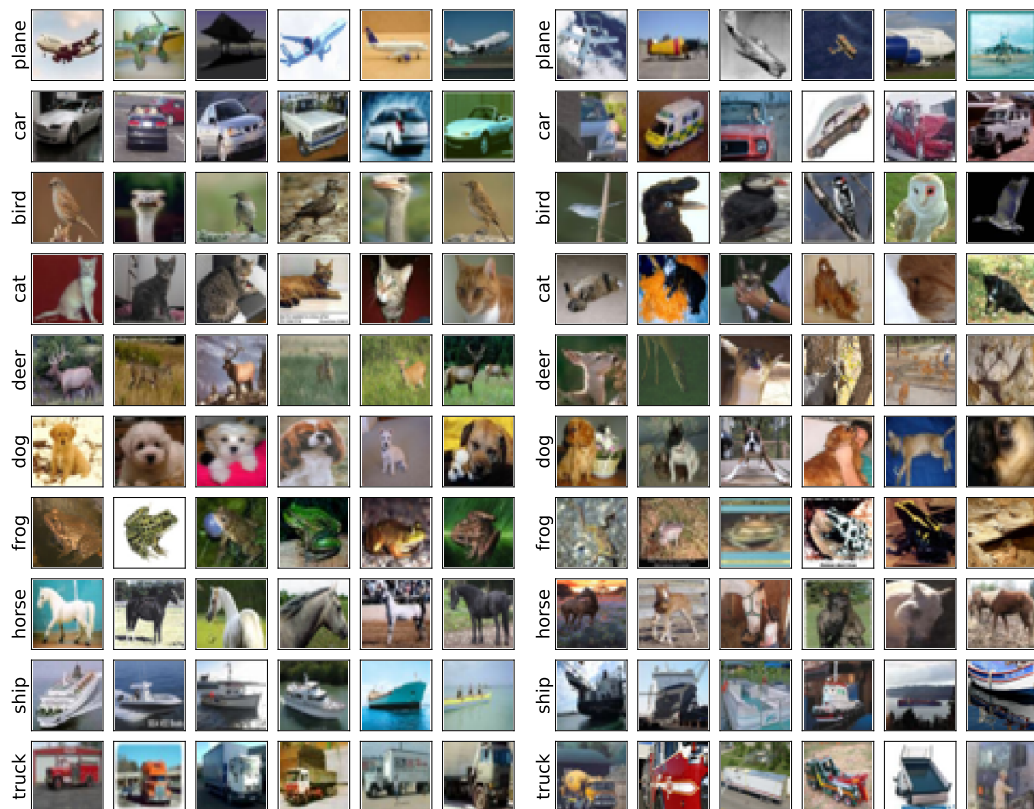 plane
car
bird
cat
deer
dog
frog
horse
ship
truck
plane
car
bird
cat
deer
dog
frog
horse
ship
truck